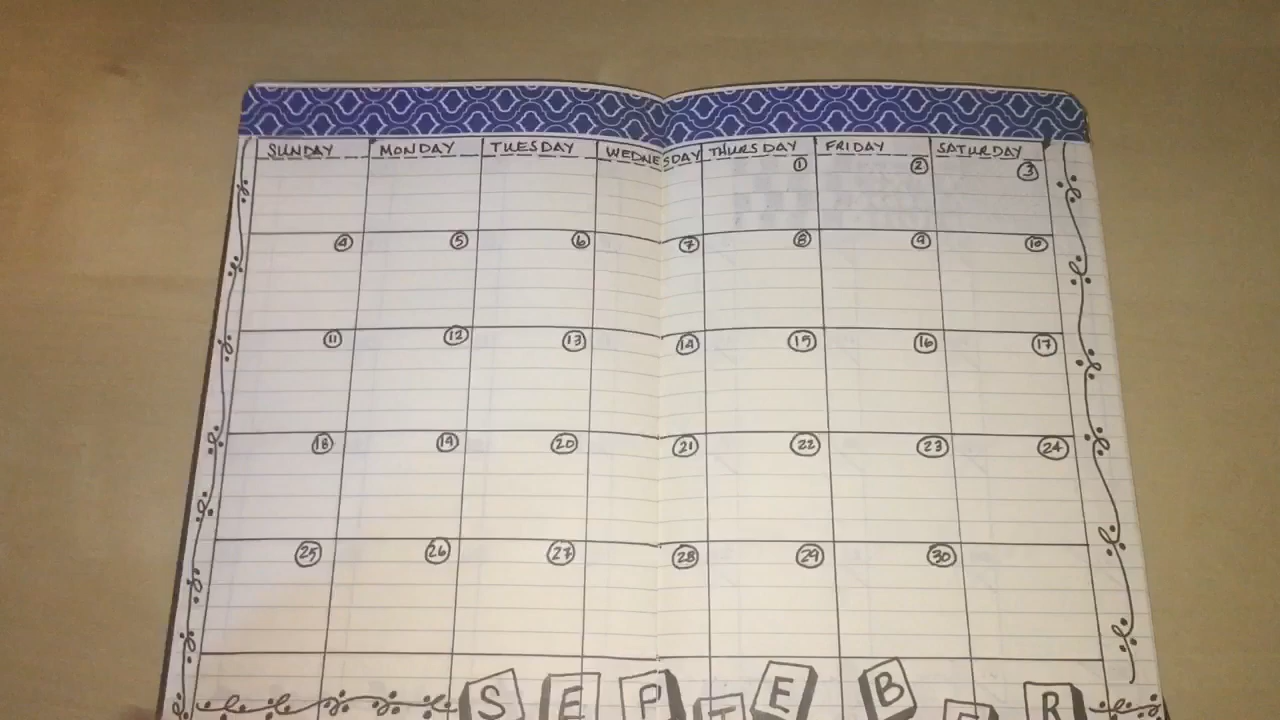 SUNDAY MONDAY TUESDAY WEDNESDAY THURSDAY FRIDAY SATURDAY
1 2 3
4 5 6 7 8 9 10
11 12 13 14 15 16 17
18 19 20 21 22 23 24
25 26 27 28 29 30
S E P T E B E R